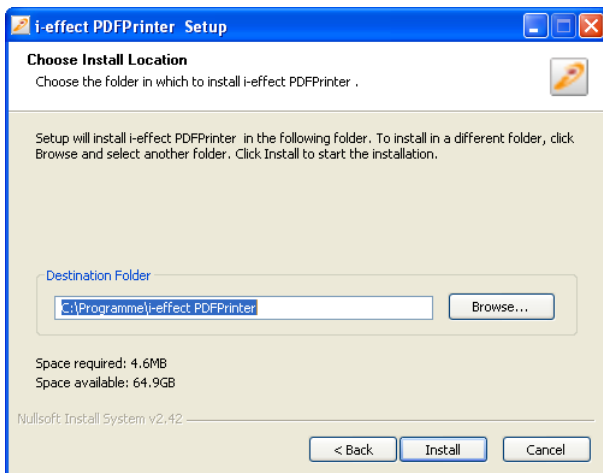 i-effect PDFPrinter  Setup
Choose Install Location
Choose the folder in which to install i-effect PDFPrinter .
Setup will install i-effect PDFPrinter  in the following folder. To install in a different folder, click
Browse and select another folder. Click Install to start the installation.
Destination Folder
C:\Programme\i-effect PDFPrinter
Browse...
Space required: 4.6MB
Space available: 64.9GB
Nullsoft Install System v2.42
< Back
Install
Cancel